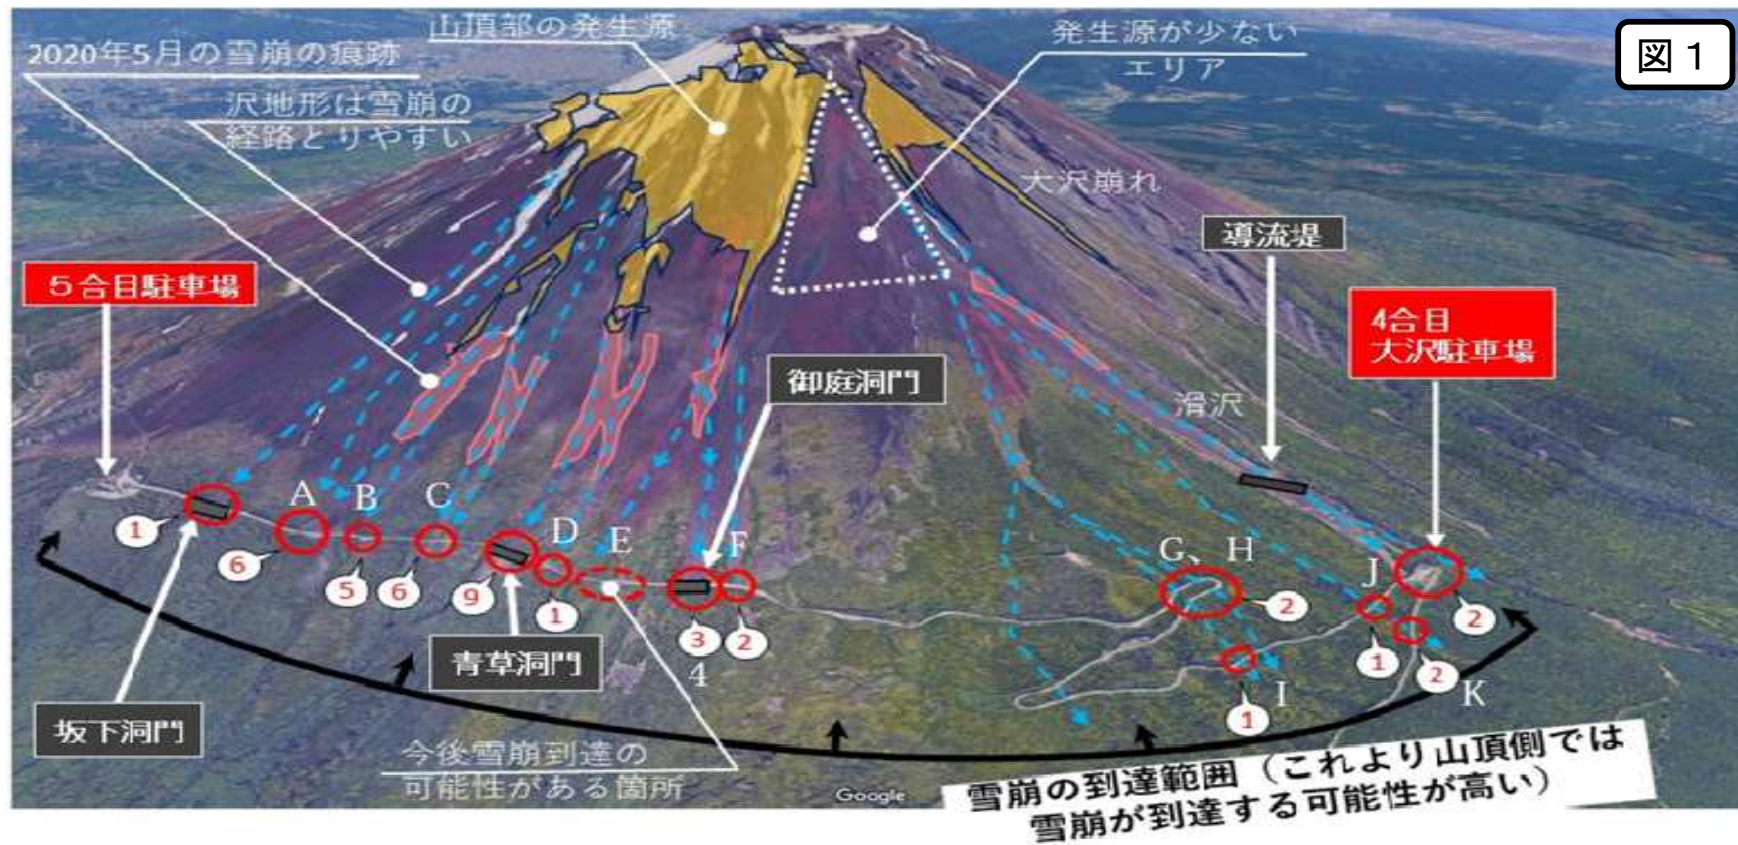 図１
2020年5月の雪崩の痕跡
山頂部の発生源
発生源が少ない
エリア
沢地形は雪崩の
経路とりやすい
大沢崩れ
導流堤
５合目駐車場
4合目
大沢駐車場
御庭洞門
滑沢
A
B
C
D
E
F
G、H
J
1
6
5
6
9
1
3
2
4
2
1
2
2
1
I
K
青草洞門
坂下洞門
今後雪崩到達の
可能性がある箇所
Google
雪崩の到達範囲（これより山頂側では
雪崩が到達する可能性が高い）